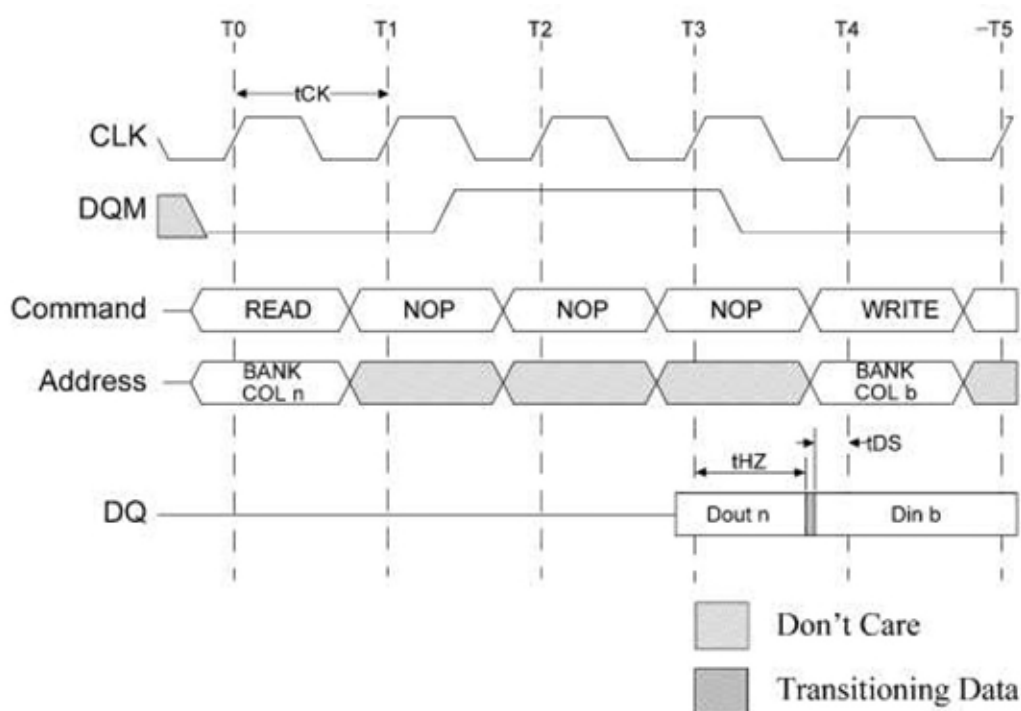 T0 T1 T2 T3 T4 –T5
tCK
CLK
DQM
Command READ NOP NOP NOP WRITE
Address BANK COL n BANK COL b
tHZ tDS
DQ Dout n Din b
Don't Care
Transitioning Data